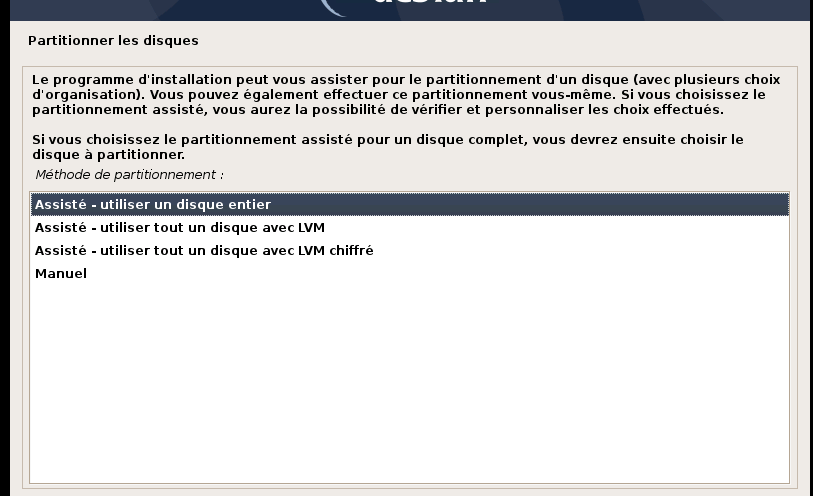 Partitionner les disques
Le programme d'installation peut vous assister pour le partitionnement d'un disque (avec plusieurs choix
d'organisation). Vous pouvez également effectuer ce partitionnement vous-même. Si vous choisissez le
partitionnement assisté, vous aurez la possibilité de vérifier et personnaliser les choix effectués.
Si vous choisissez le partitionnement assisté pour un disque complet, vous devrez ensuite choisir le
disque à partitionner.
Méthode de partitionnement :
Assisté - utiliser un disque entier
Assisté - utiliser tout un disque avec LVM
Assisté - utiliser tout un disque avec LVM chiffré
Manuel